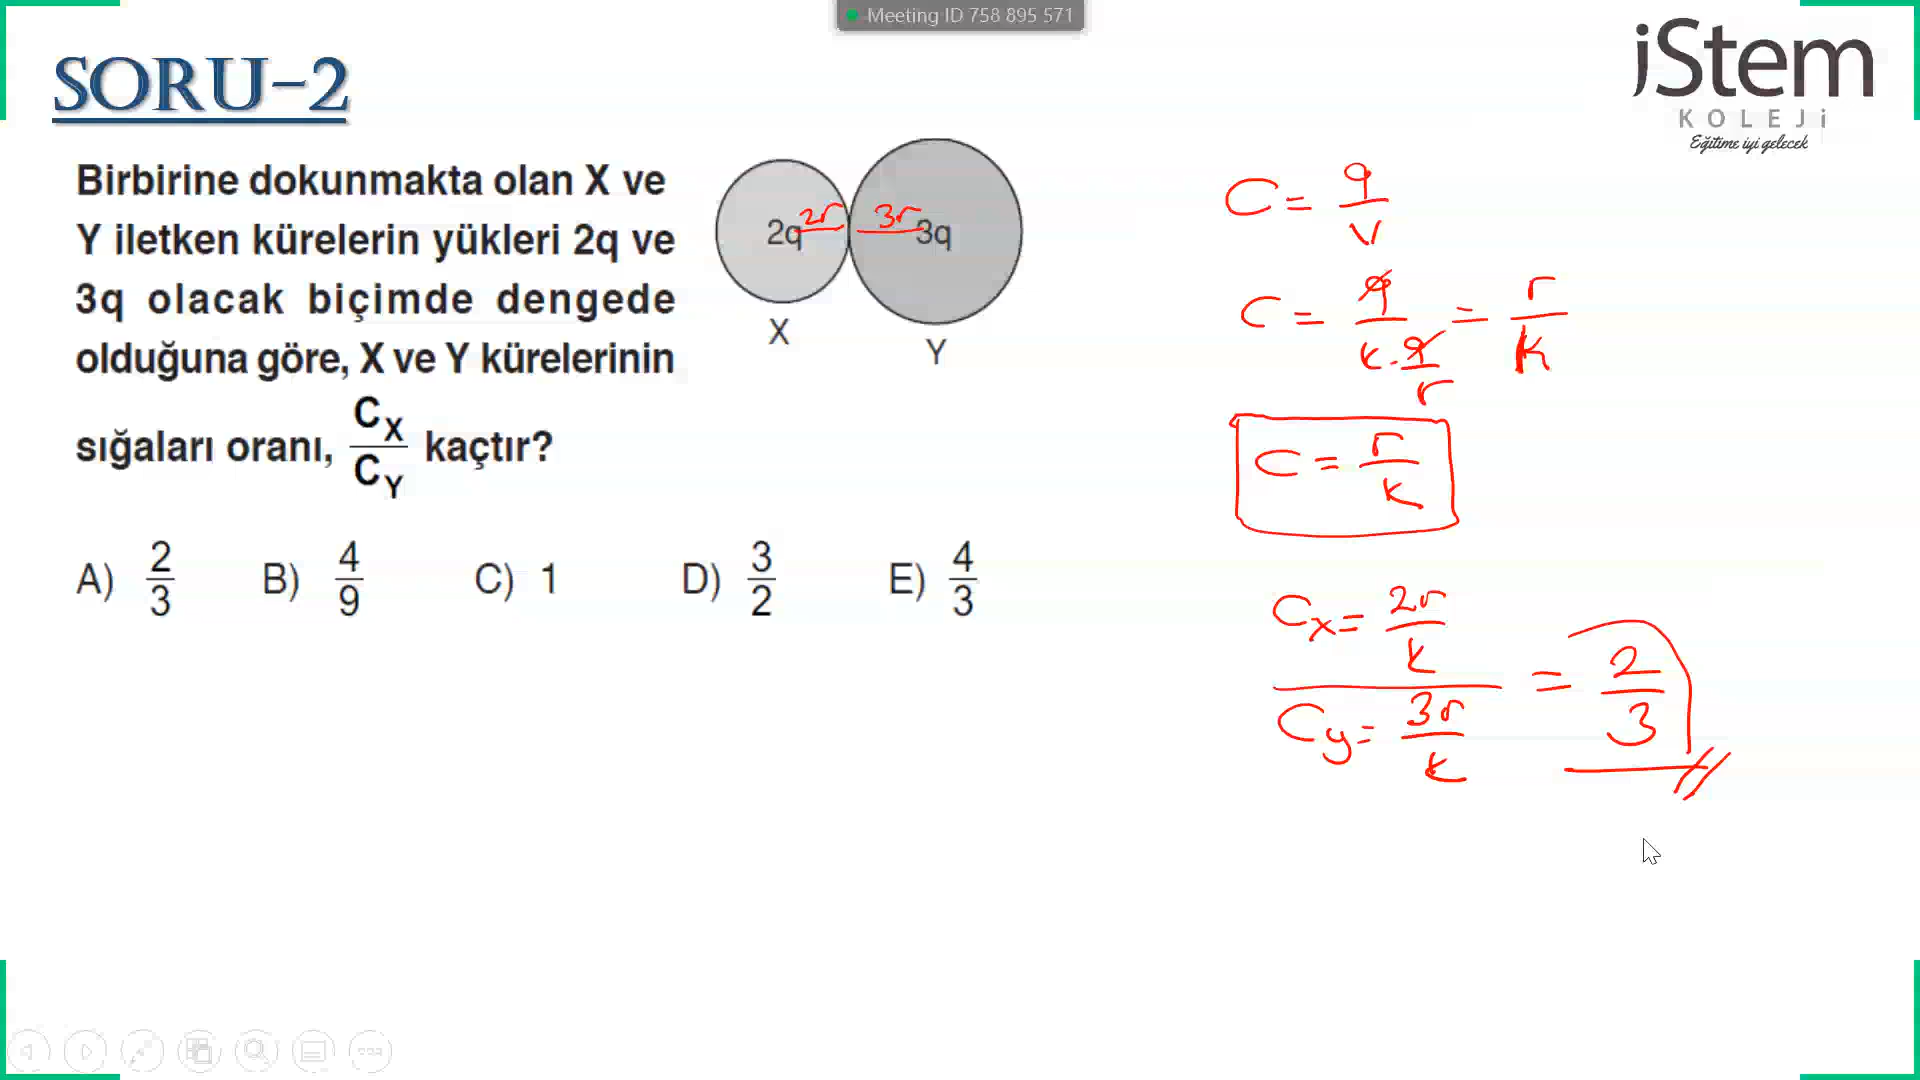 Meeting ID 758 895 571
SORU-2
iStem
KOLEJi
Eğitime iyi gelecek
Birbirine dokunmakta olan X ve
Y iletken kürelerin yükleri 2q ve
3q olacak biçimde dengede
olduğuna göre, X ve Y kürelerinin
sığaları oranı, C_X / C_Y kaçtır?
A) 2/3 B) 4/9 C) 1 D) 3/2 E) 4/3
2q 2r 3r 3q
X
Y
C = q/V
C = q/(k.q/r) = r/k
C = r/k
Cx = 2r/k
Cy = 3r/k
= 2/3